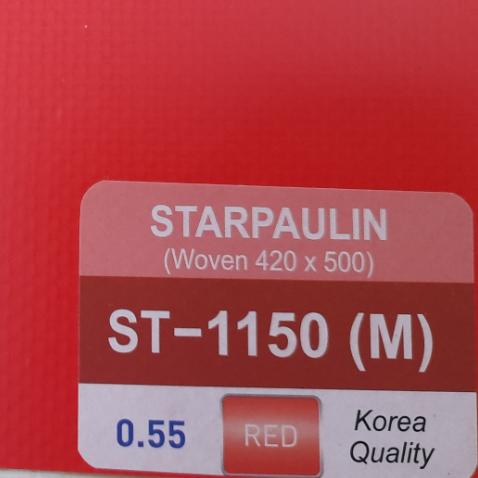 STARPAULIN
(Woven 420 x 500)
ST-1150 (M)
0.55
RED
Korea
Quality